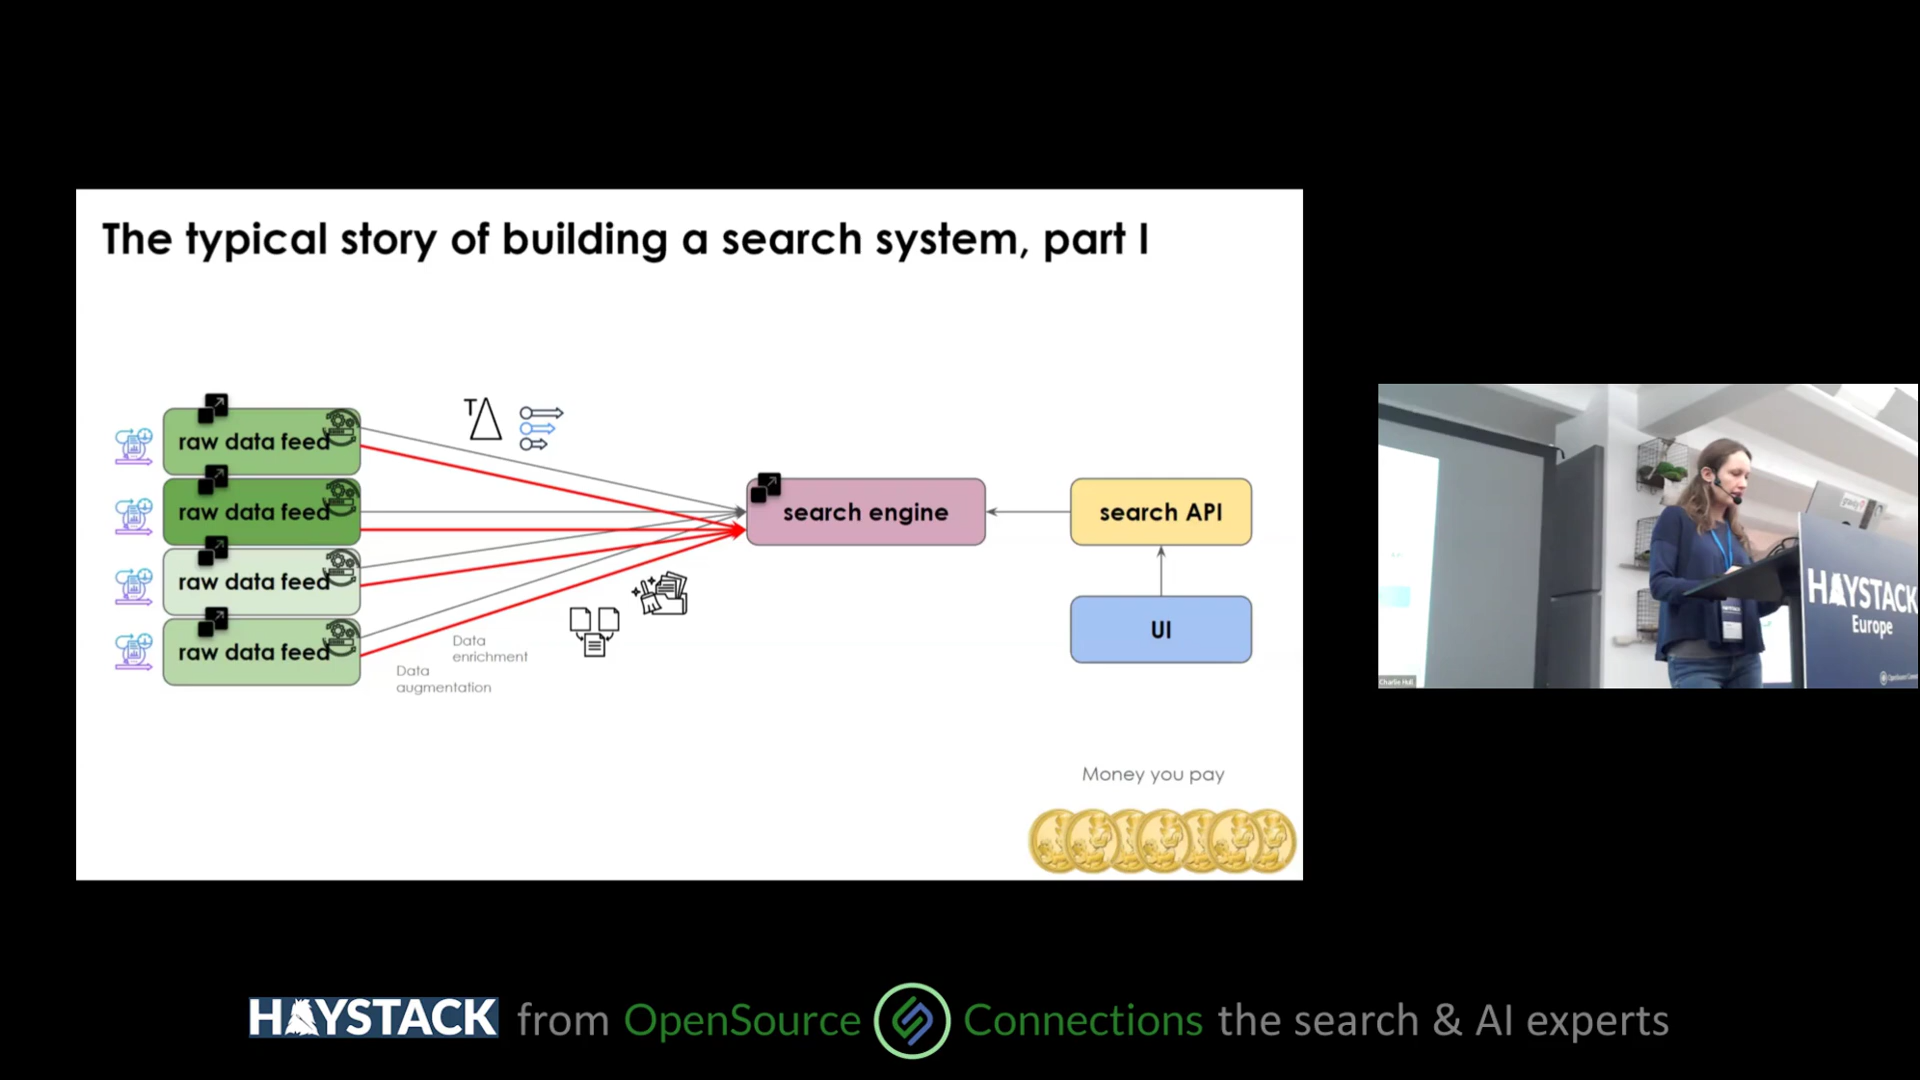 The typical story of building a search system, part I
T
raw data feed
raw data feed
raw data feed
raw data feed
search engine
search API
UI
Data
enrichment
Data
augmentation
Money you pay
HAYSTACK
Europe
Charlie Hull
HAYSTACK from OpenSource Connections the search & AI experts